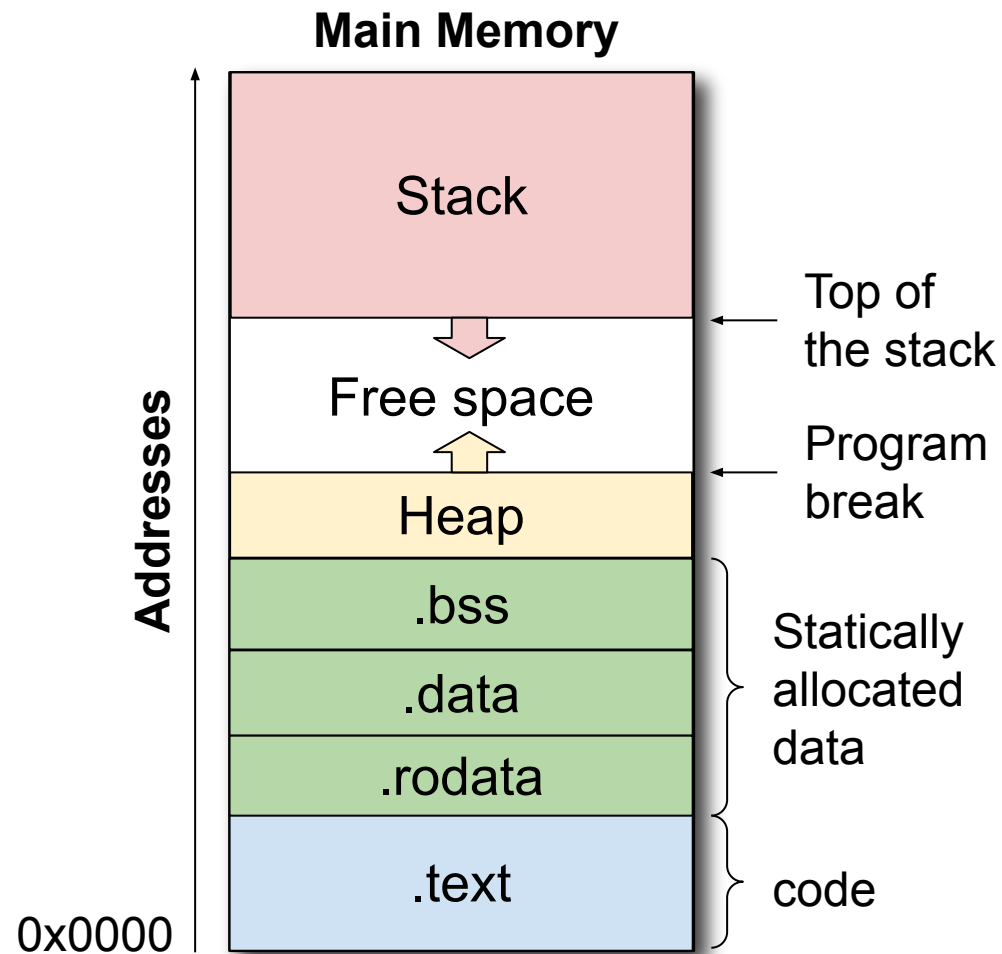 Main Memory
Stack
Top of
the stack
Free space
Program
break
Heap
Addresses
.bss
Statically
allocated
data
.data
.rodata
.text
code
0x0000